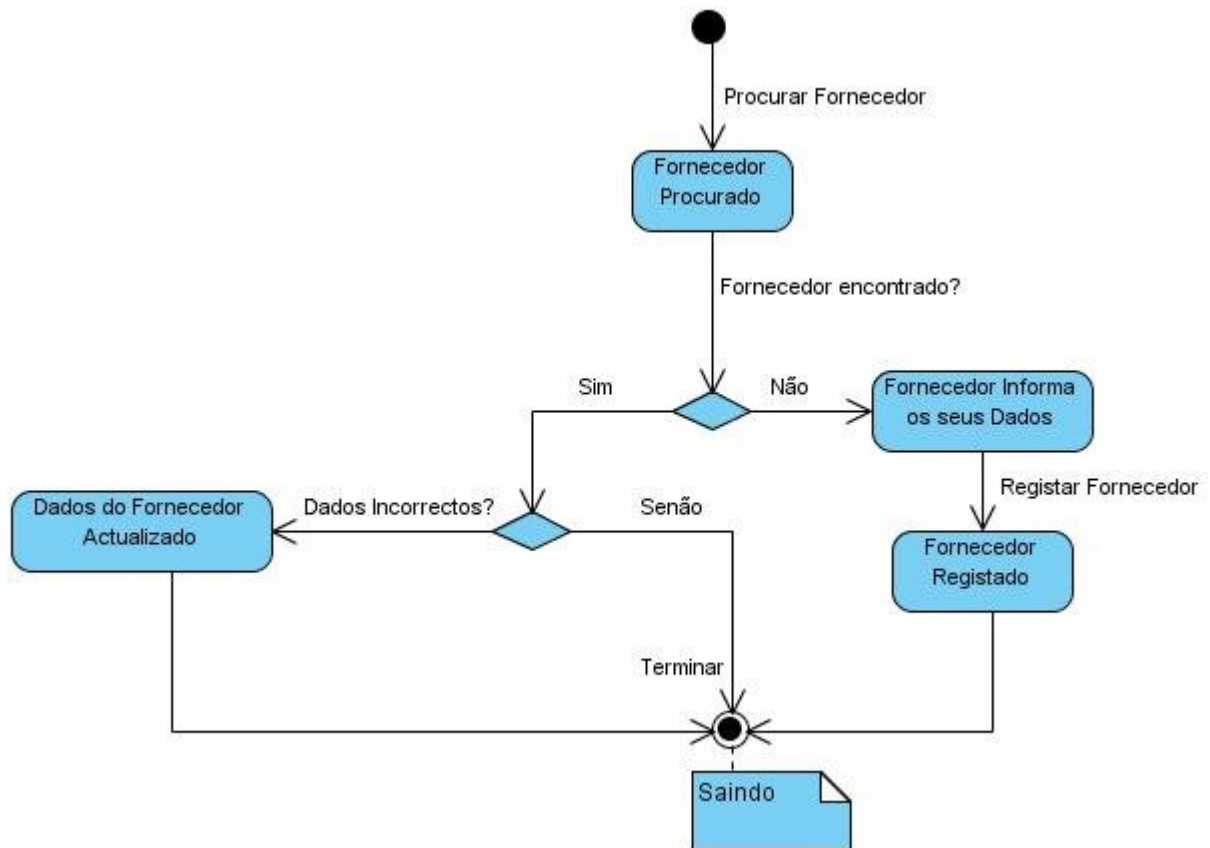 Procurar Fornecedor
Fornecedor
Procurado
Fornecedor encontrado?
Sim
Não
Fornecedor Informa
os seus Dados
Registar Fornecedor
Dados do Fornecedor
Actualizado
Dados Incorrectos?
Senão
Fornecedor
Registado
Terminar
Saindo